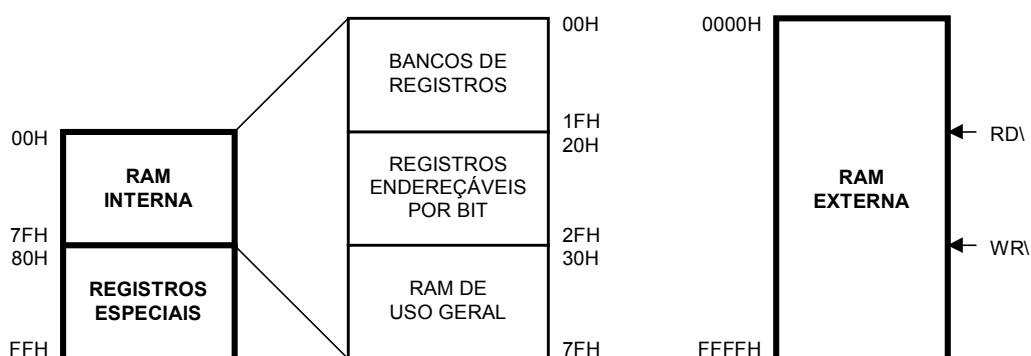 00H
0000H
BANCOS DE
REGISTROS
1FH
00H
20H
RD\
RAM
INTERNA
REGISTROS
ENDEREÇÁVEIS
POR BIT
RAM
EXTERNA
7FH
2FH
80H
30H
WR\
REGISTROS
ESPECIAIS
RAM DE
USO GERAL
FFH
7FH
FFFFH